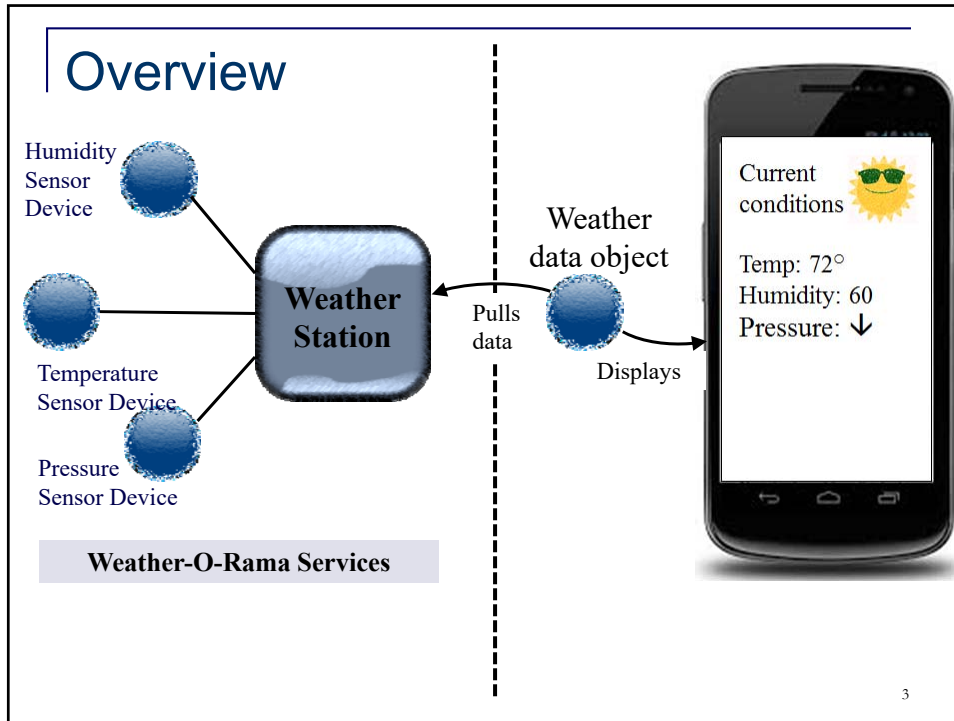 Overview
Humidity
Sensor
Device
Temperature
Sensor Device
Pressure
Sensor Device
Weather
Station
Weather-O-Rama Services
Pulls
data
Weather
data object
Displays
Current
conditions
Temp: 72°
Humidity: 60
Pressure: ↓
3